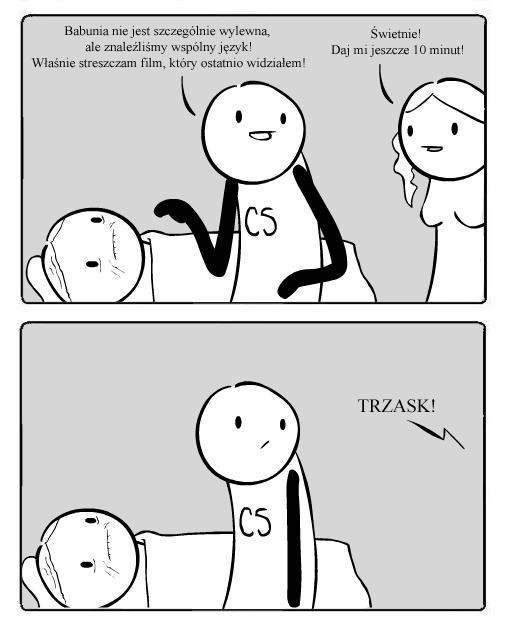 Babunia nie jest szczególnie wylewna,
ale znaleźliśmy wspólny język!
Właśnie streszczam film, który ostatnio widziałem!
Świetnie!
Daj mi jeszcze 10 minut!
CS
TRZASK!
CS